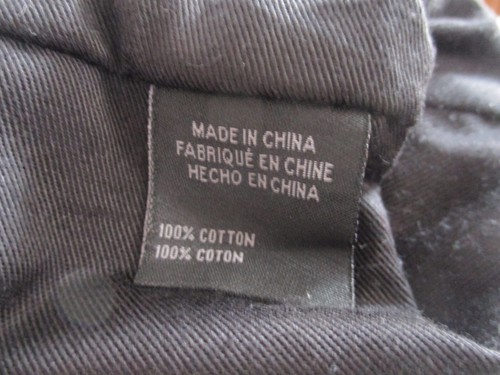 MADE IN CHINA
FABRIQUÉ EN CHINE
HECHO EN CHINA
100% COTTON
100% COTON